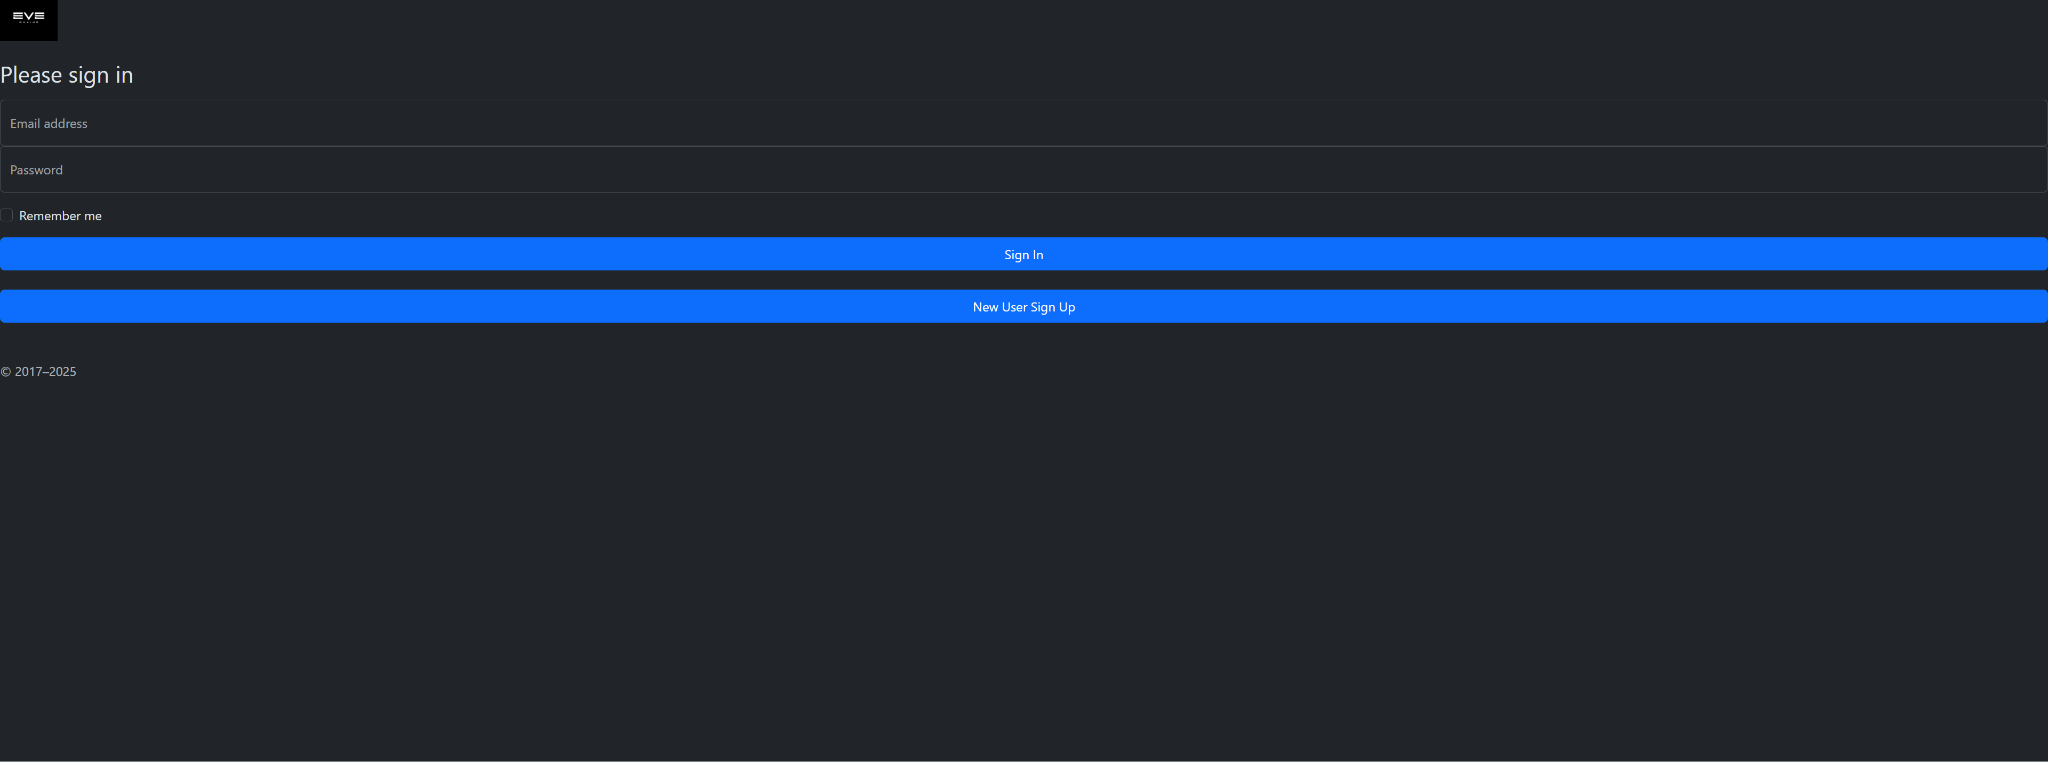 EVE
Please sign in
Email address
Password
Remember me
Sign In
New User Sign Up
© 2017–2025